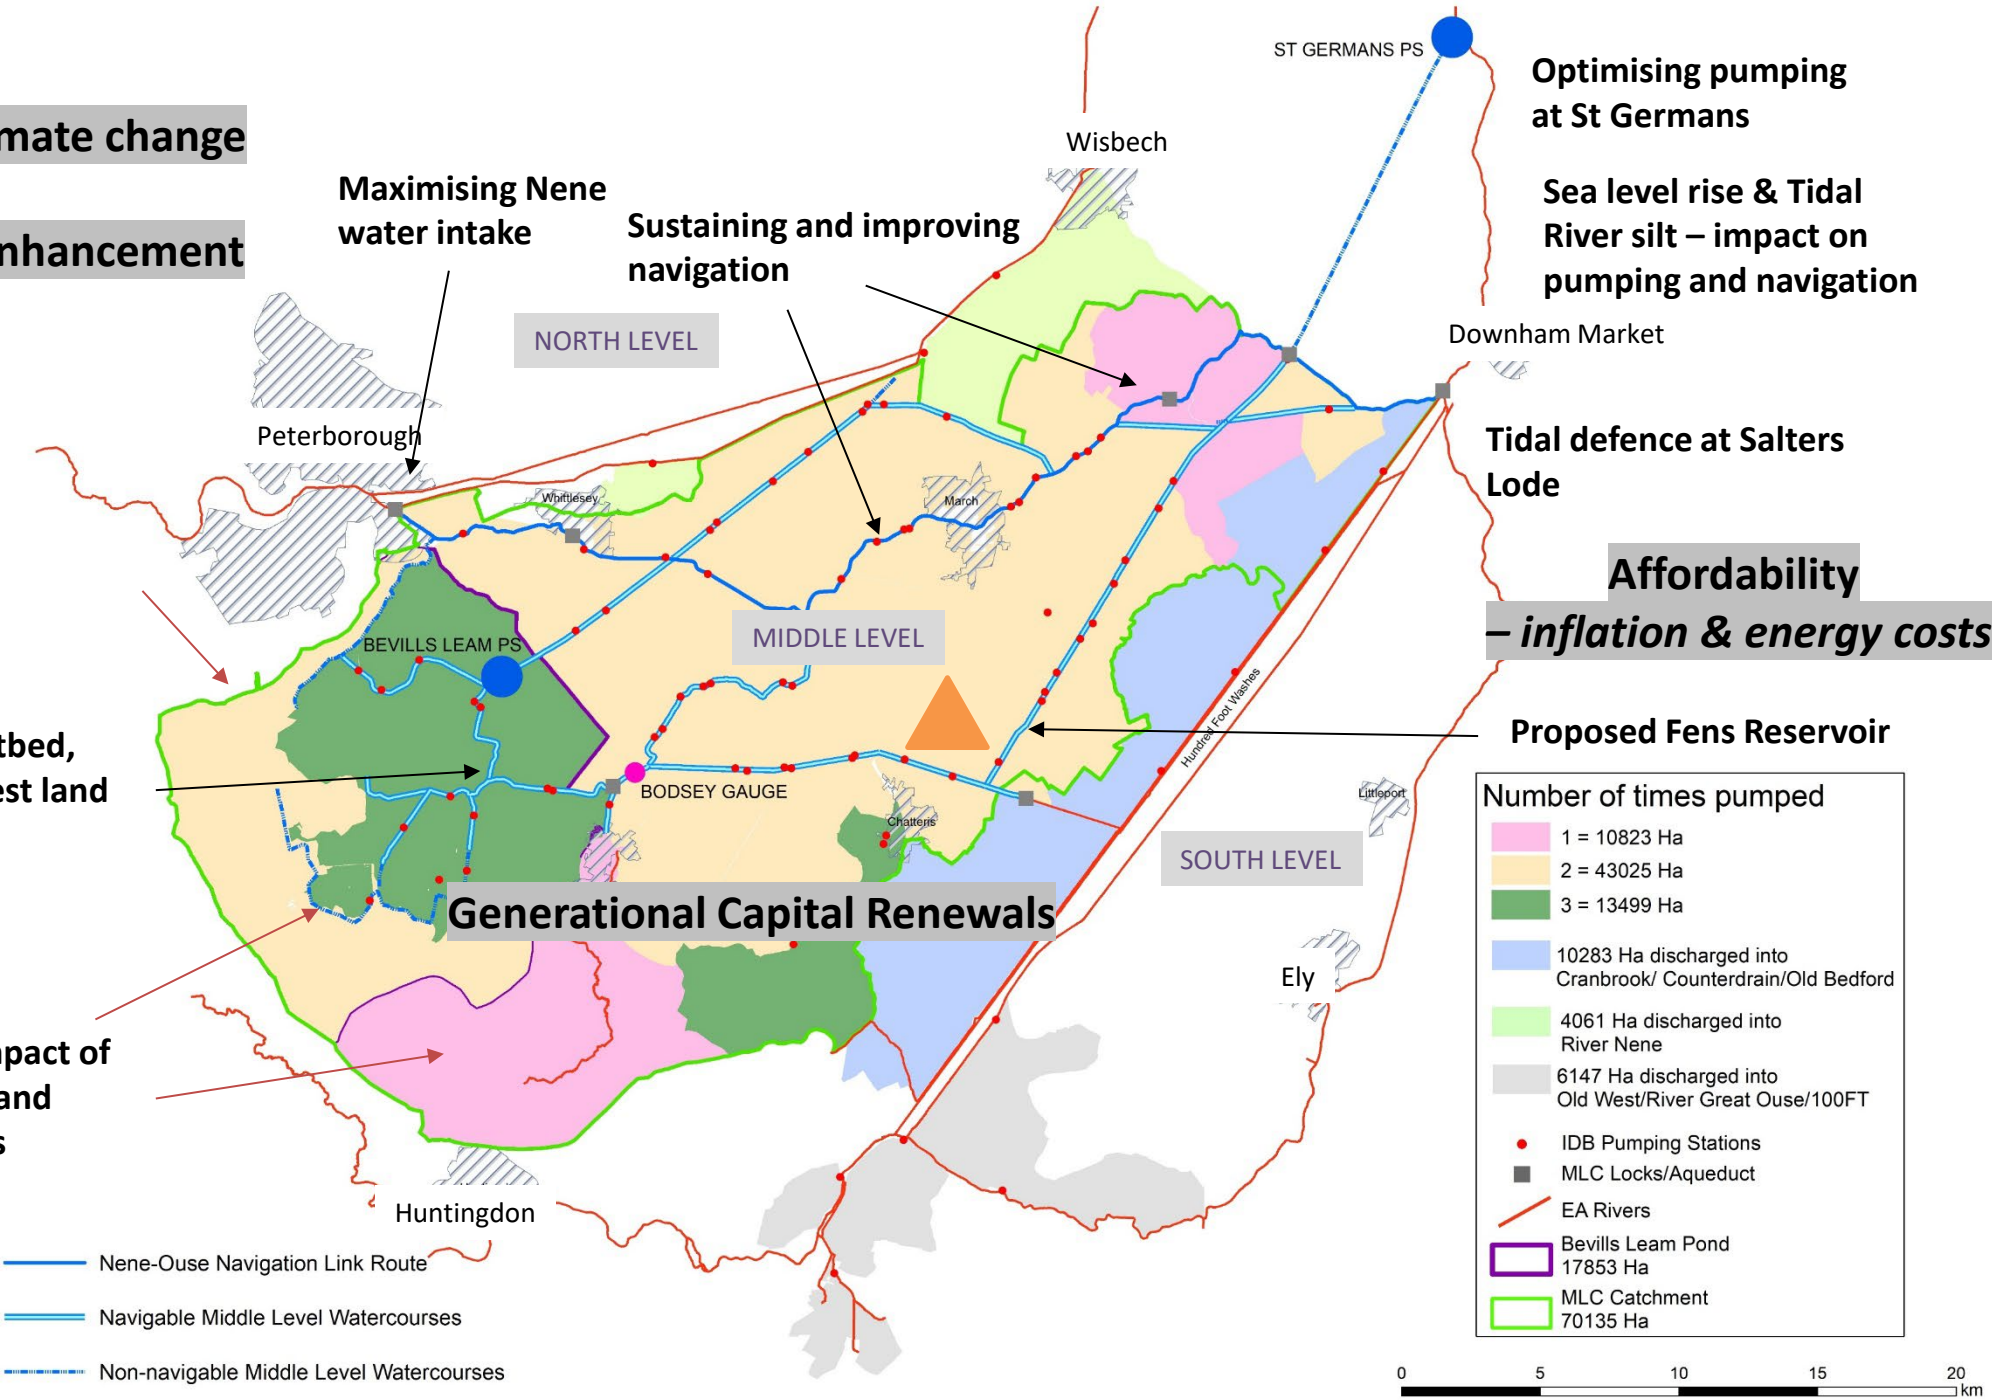 ST GERMANS PS
Optimising pumping
at St Germans
mate change
Wisbech
Maximising Nene
water intake
Sustaining and improving
navigation
Sea level rise & Tidal
River silt – impact on
pumping and navigation
nhancement
NORTH LEVEL
Downham Market
Peterborough
Tidal defence at Salters
Lode
Whittlesey
March
Affordability
– inflation & energy costs
BEVILLS LEAM PS
MIDDLE LEVEL
Hundred Foot Washes
Proposed Fens Reservoir
tbed,
est land
BODSEY GAUGE
Chatteris
Littleport
SOUTH LEVEL
Generational Capital Renewals
Ely
npact of
and
s
Huntingdon
Number of times pumped
1 = 10823 Ha
2 = 43025 Ha
3 = 13499 Ha
10283 Ha discharged into
Cranbrook/ Counterdrain/Old Bedford
4061 Ha discharged into
River Nene
6147 Ha discharged into
Old West/River Great Ouse/100FT
IDB Pumping Stations
MLC Locks/Aqueduct
EA Rivers
Bevills Leam Pond
17853 Ha
MLC Catchment
70135 Ha
Nene-Ouse Navigation Link Route
Navigable Middle Level Watercourses
Non-navigable Middle Level Watercourses
0 5 10 15 20
km